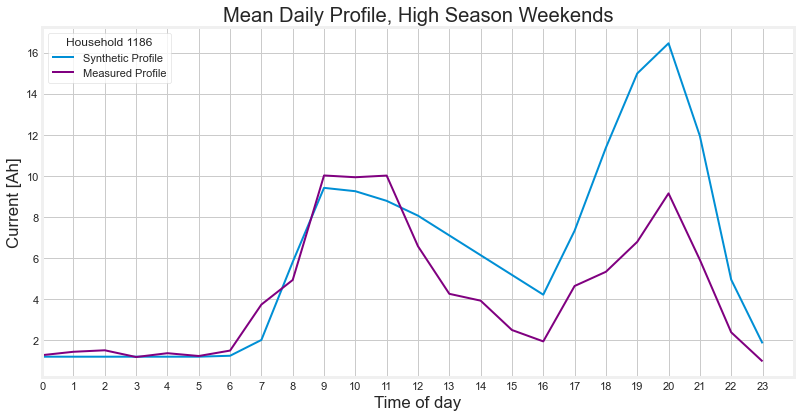 Mean Daily Profile, High Season Weekends
Household 1186
Synthetic Profile
Measured Profile
Current [Ah]
16
14
12
10
8
6
4
2
0 1 2 3 4 5 6 7 8 9 10 11 12 13 14 15 16 17 18 19 20 21 22 23
Time of day